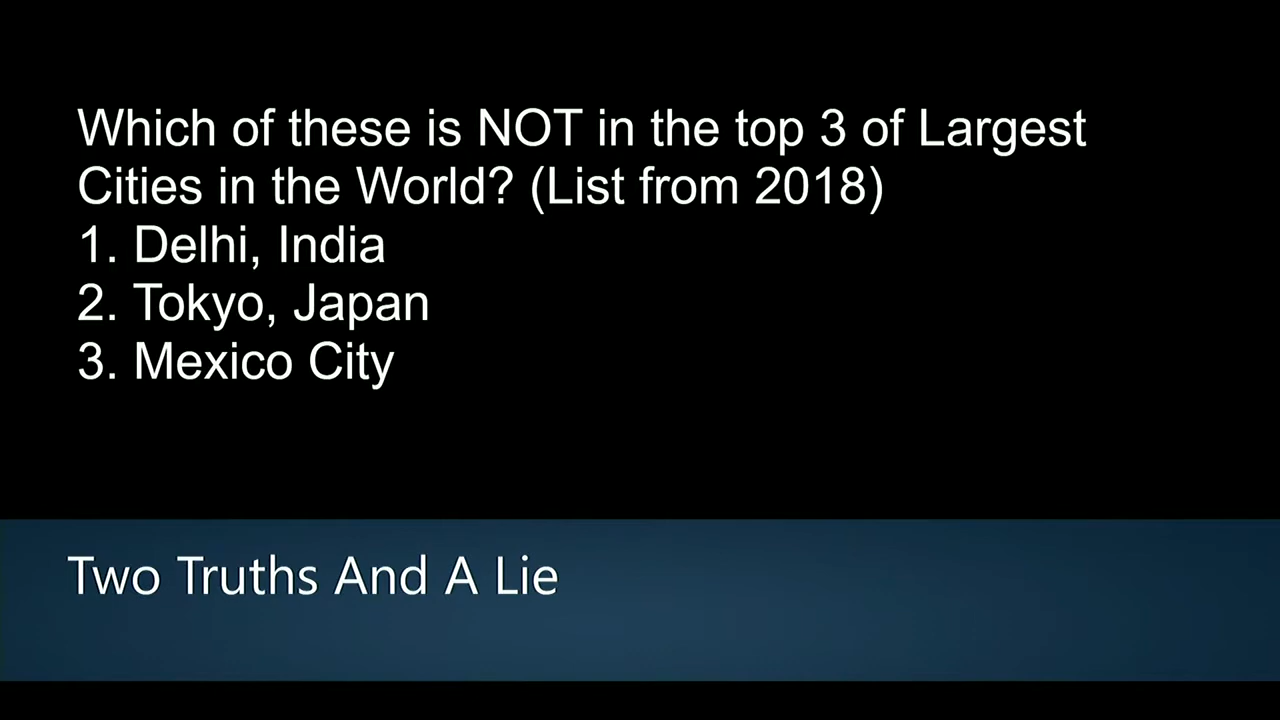 Which of these is NOT in the top 3 of Largest
Cities in the World? (List from 2018)
1. Delhi, India
2. Tokyo, Japan
3. Mexico City
Two Truths And A Lie